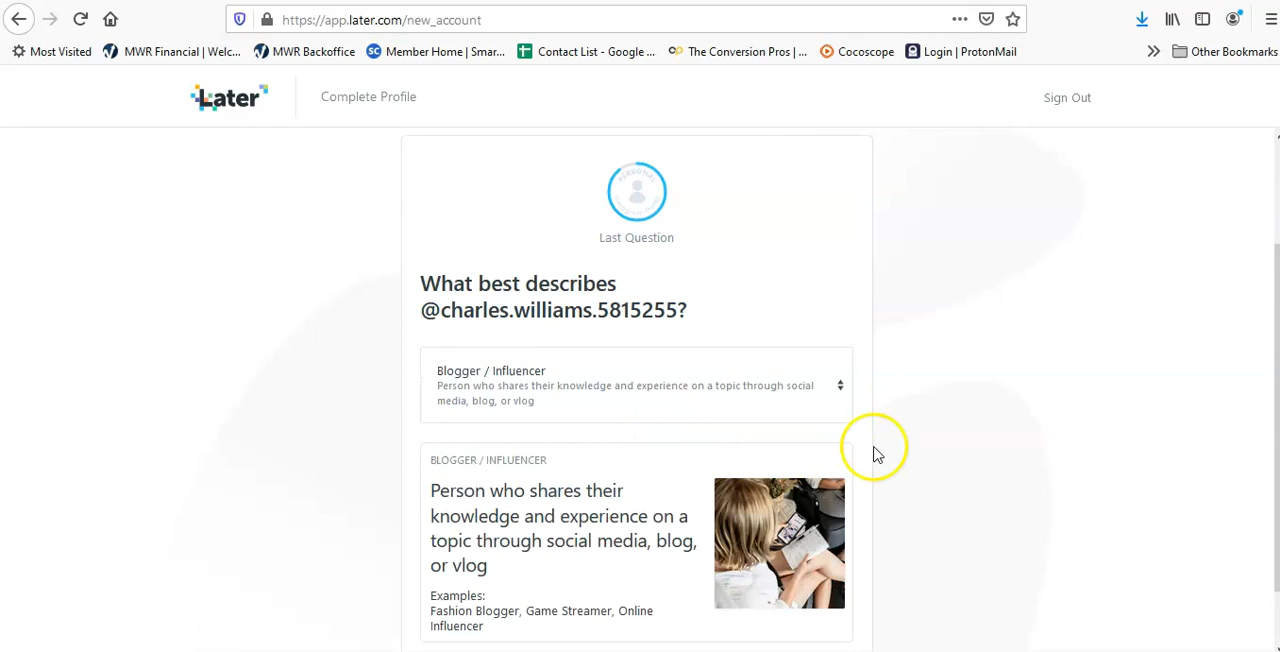 https://app.later.com/new_account
Most Visited
MWR Financial | Welc...
MWR Backoffice
SC
Member Home | Smar...
Contact List - Google ...
The Conversion Pros | ...
Cocoscope
Login | ProtonMail
Other Bookmarks
Later
Complete Profile
Sign Out
PERSONAL
Last Question
What best describes
@charles.williams.5815255?
Blogger / Influencer
Person who shares their knowledge and experience on a topic through social
media, blog, or vlog
BLOGGER / INFLUENCER
Person who shares their
knowledge and experience on a
topic through social media, blog,
or vlog
Examples:
Fashion Blogger, Game Streamer, Online
Influencer